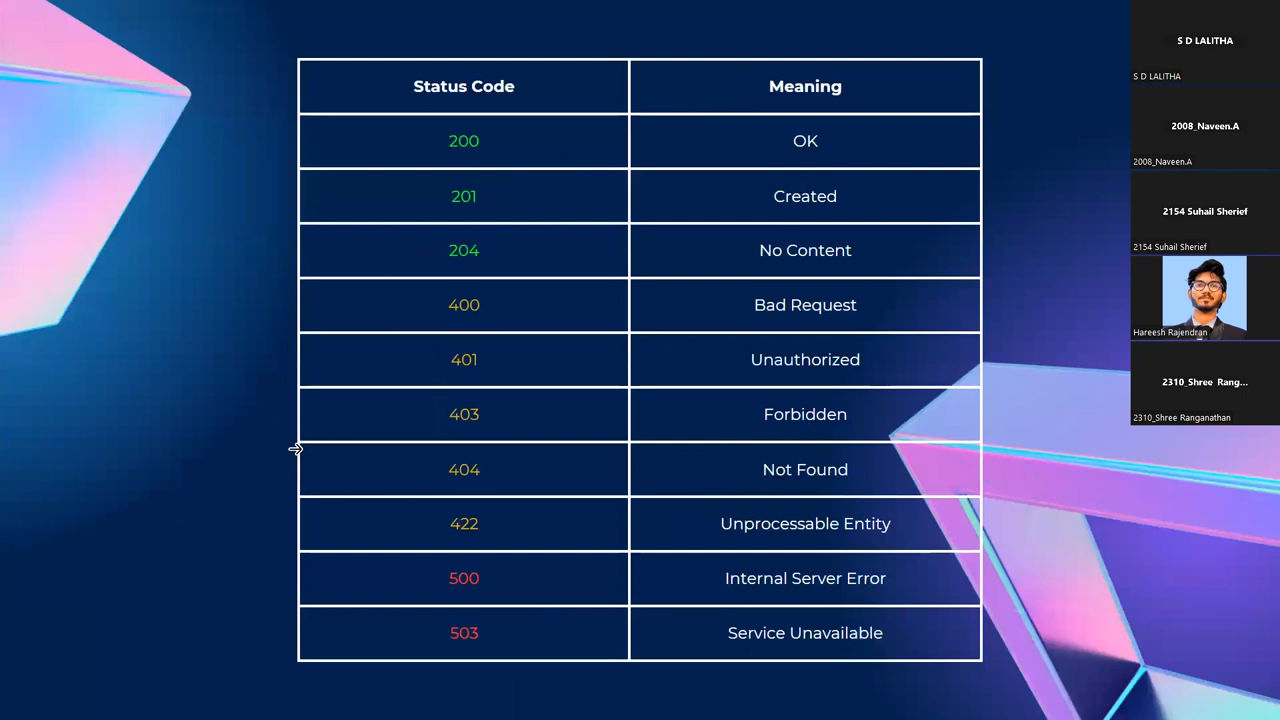 Status Code Meaning
200 OK
201 Created
204 No Content
400 Bad Request
401 Unauthorized
403 Forbidden
404 Not Found
422 Unprocessable Entity
500 Internal Server Error
503 Service Unavailable
S D LALITHA
S D LALITHA
2008_Naveen.A
2008_Naveen.A
2154 Suhail Sherief
2154 Suhail Sherief
Hareesh Rajendran
2310_Shree Rang...
2310_Shree Ranganathan